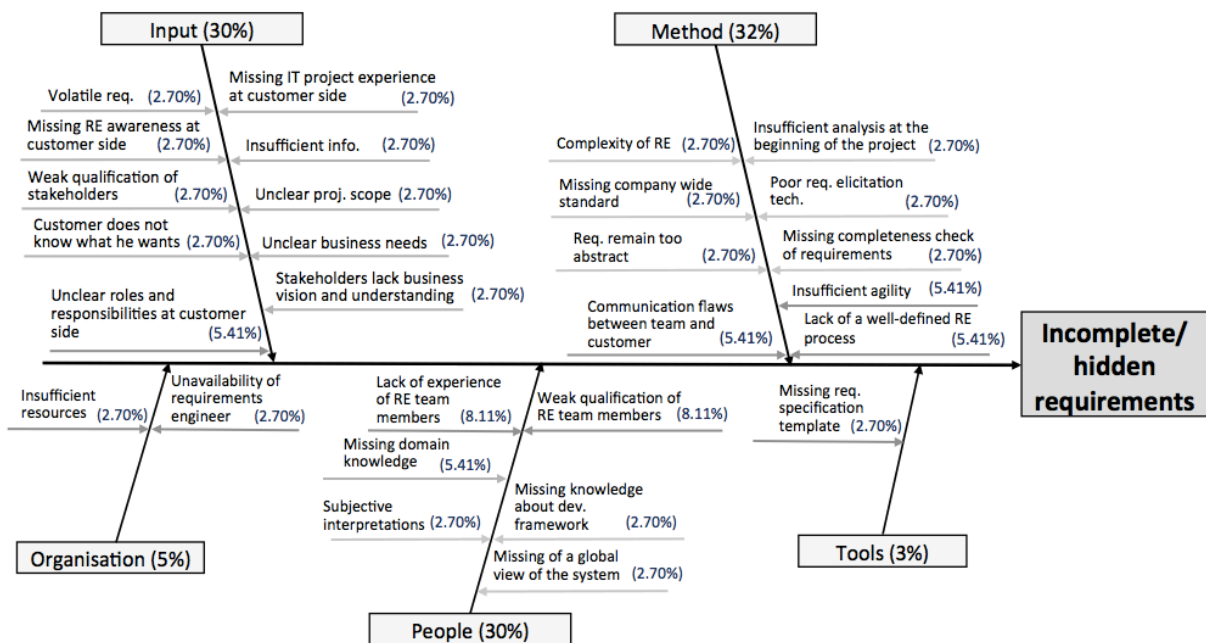 Input (30%)
Method (32%)
Missing IT project experience
at customer side (2.70%)
Volatile req. (2.70%)
Missing RE awareness at
customer side (2.70%)
Insufficient info. (2.70%)
Weak qualification of
stakeholders (2.70%)
Unclear proj. scope (2.70%)
Customer does not
know what he wants (2.70%)
Unclear business needs (2.70%)
Stakeholders lack business
vision and understanding (2.70%)
Unclear roles and
responsibilities at customer
side (5.41%)
Complexity of RE (2.70%)
Insufficient analysis at the
beginning of the project (2.70%)
Missing company wide
standard (2.70%)
Poor req. elicitation
tech. (2.70%)
Req. remain too
abstract (2.70%)
Missing completeness check
of requirements (2.70%)
Insufficient agility (5.41%)
Communication flaws
between team and
customer (5.41%)
Lack of a well-defined RE
process (5.41%)
Incomplete/
hidden
requirements
Insufficient
resources (2.70%)
Unavailability of
requirements
engineer (2.70%)
Lack of experience
of RE team
members (8.11%)
Weak qualification of
RE team members (8.11%)
Missing domain
knowledge (5.41%)
Subjective
interpretations (2.70%)
Missing knowledge
about dev.
framework (2.70%)
Missing of a global
view of the system (2.70%)
Missing req.
specification
template (2.70%)
Organisation (5%)
People (30%)
Tools (3%)